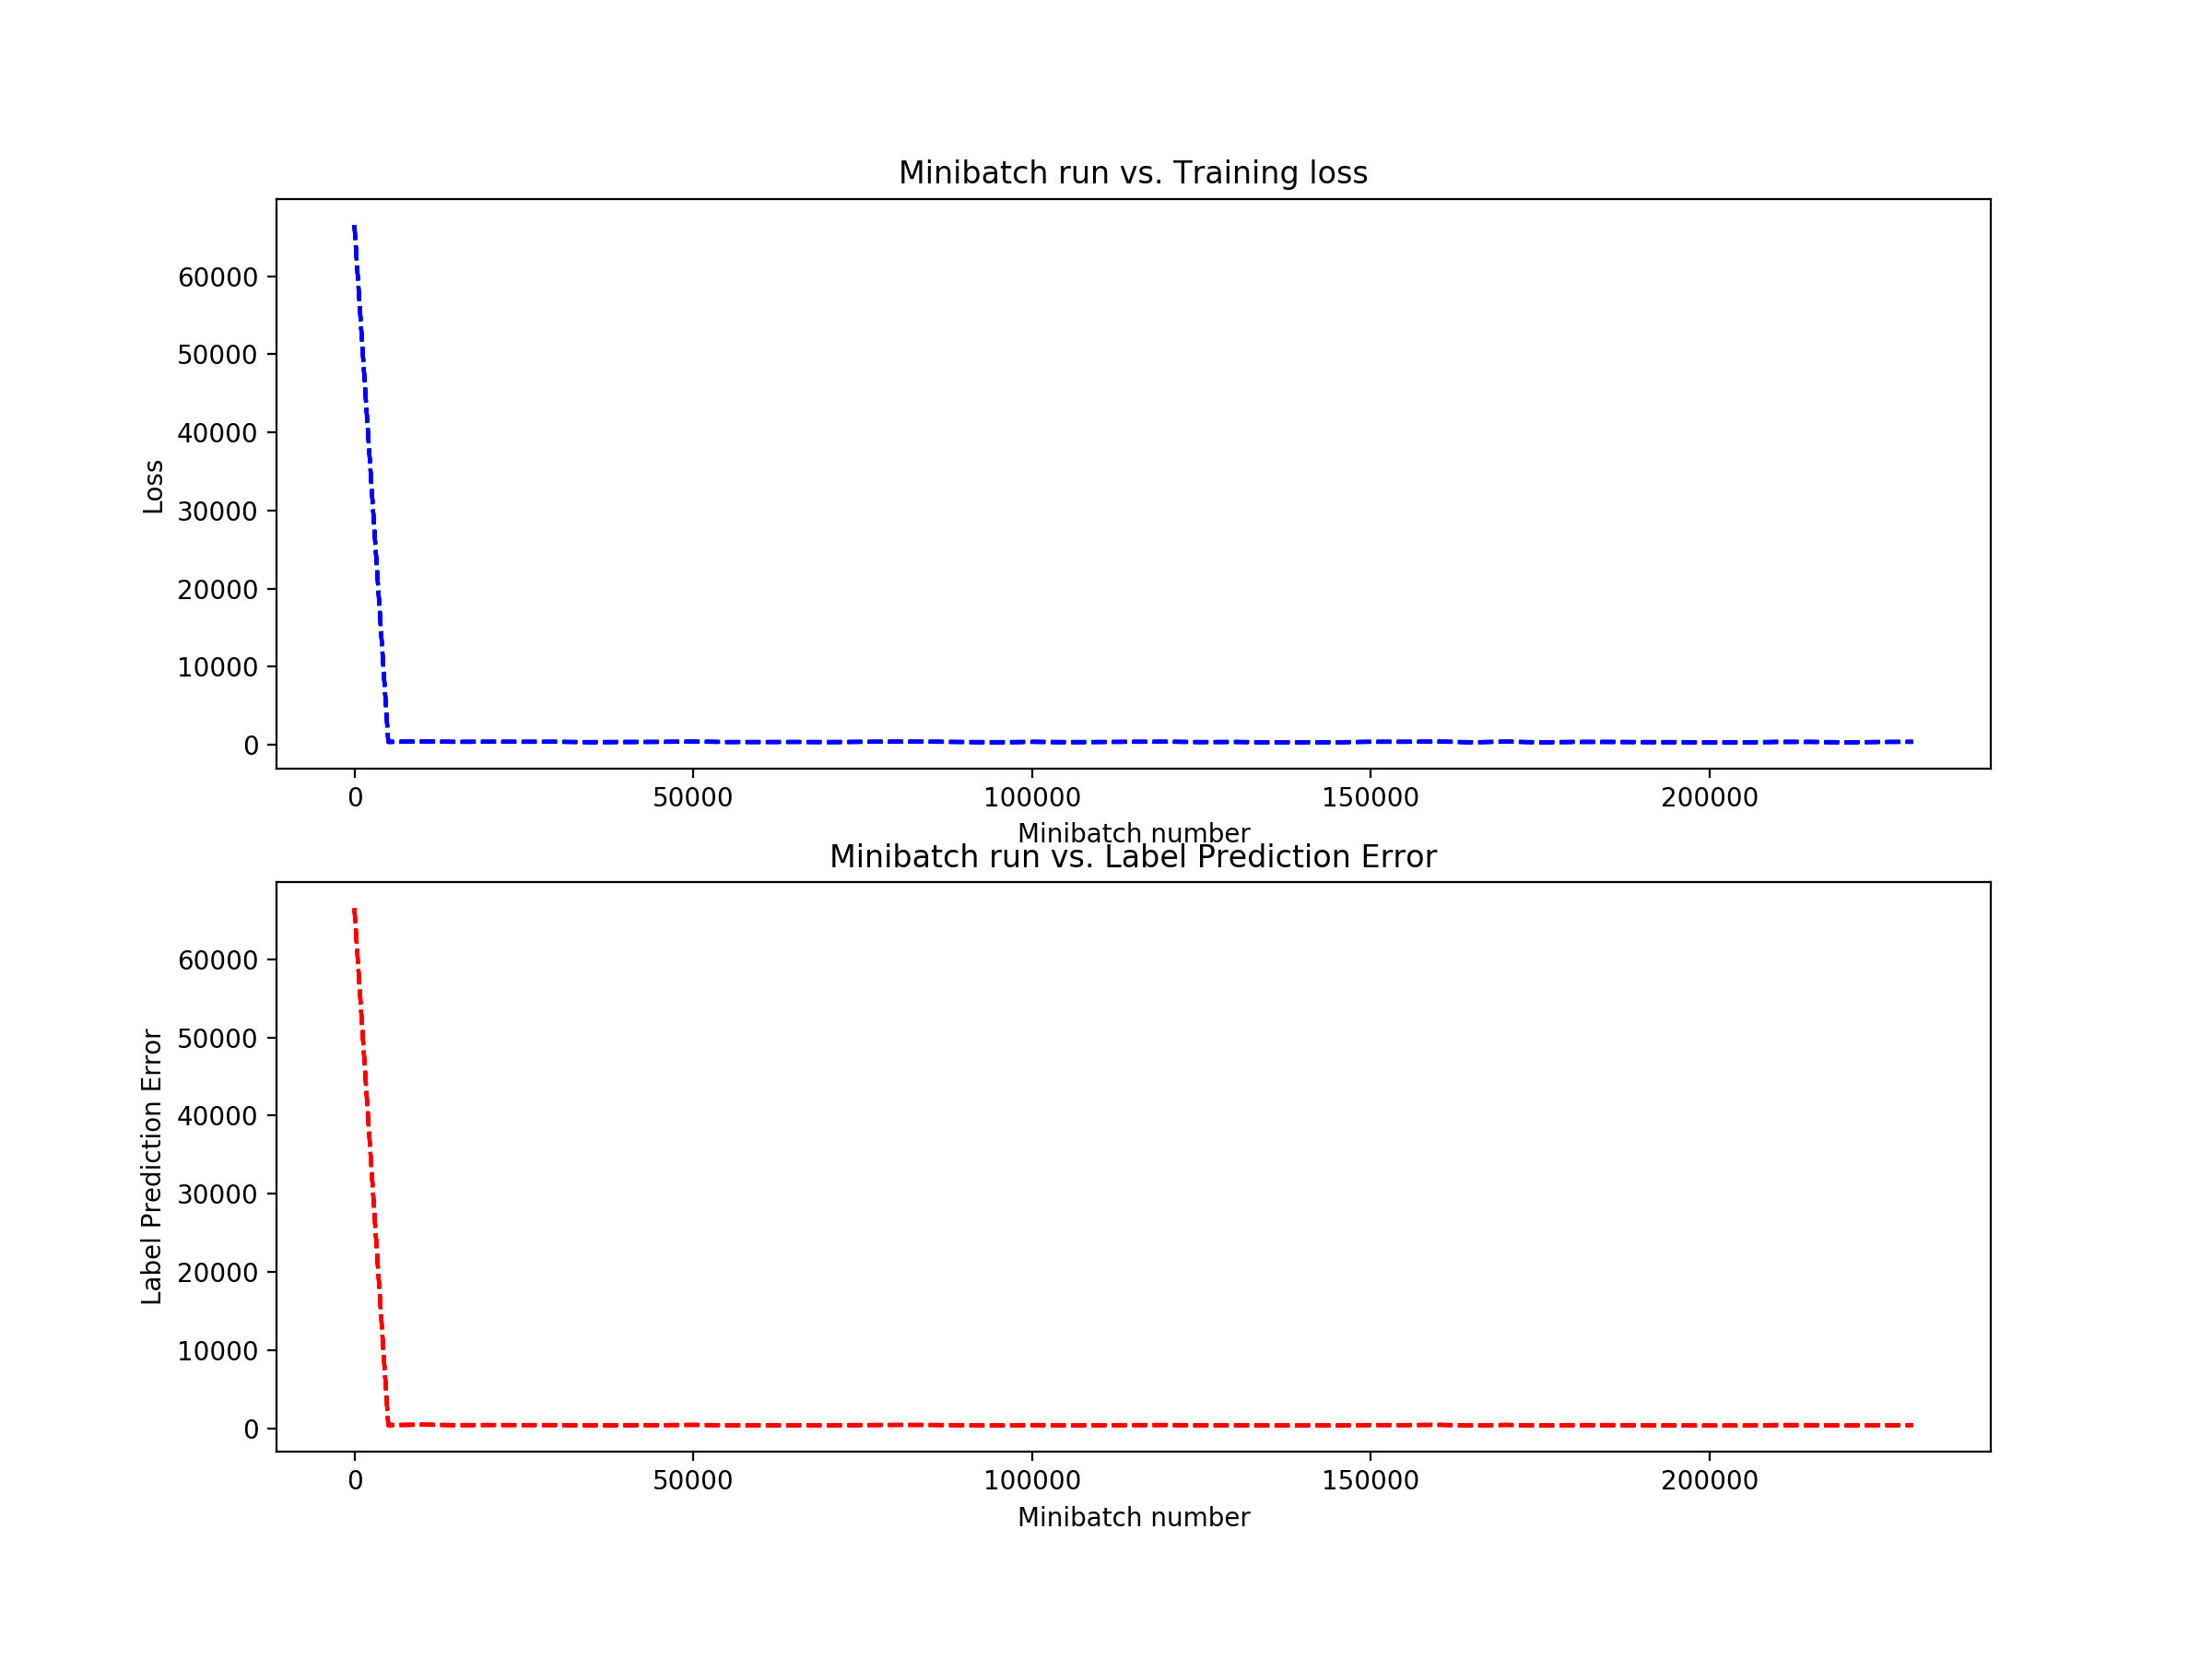 Minibatch run vs. Training loss
60000
50000
40000
30000
20000
10000
0
Loss
0 50000 100000 150000 200000
Minibatch number
Minibatch run vs. Label Prediction Error
60000
50000
40000
30000
20000
10000
0
Label Prediction Error
0 50000 100000 150000 200000
Minibatch number